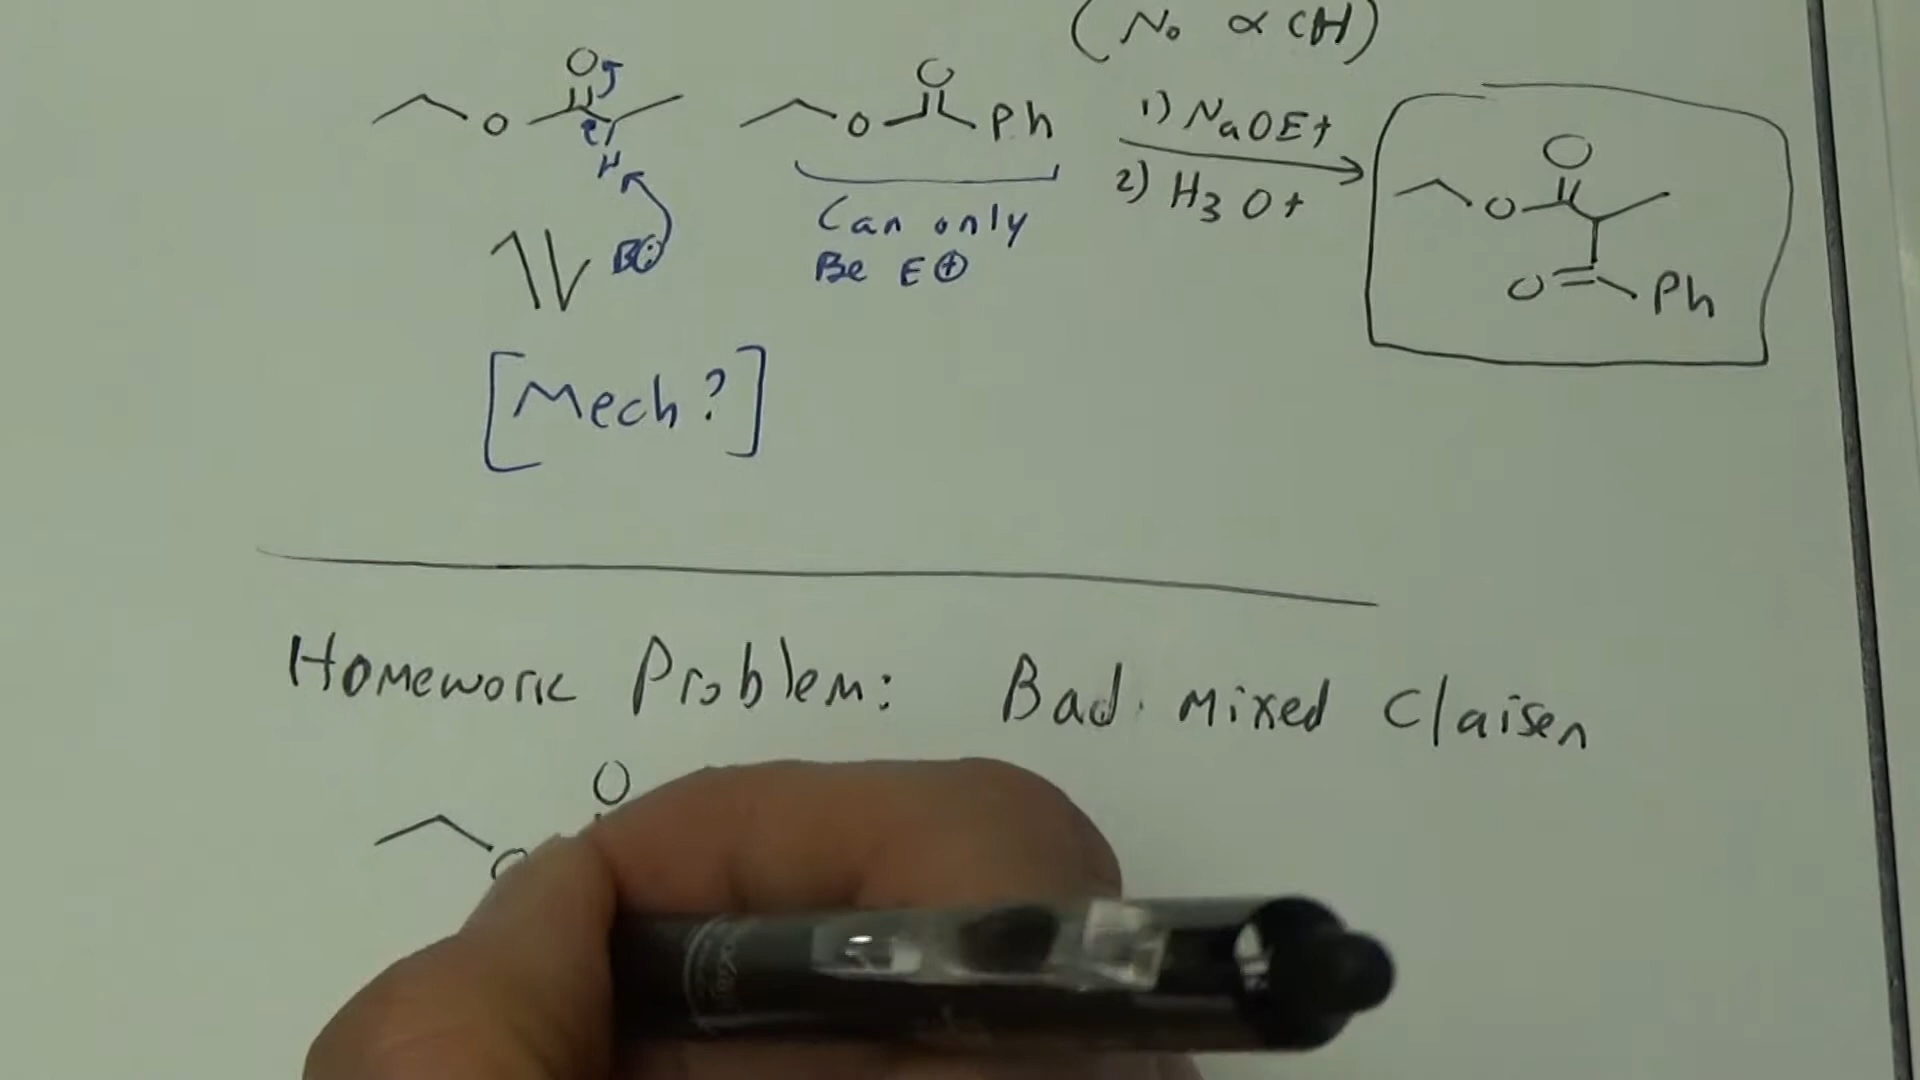 (No α CH)
O O
O O Ph 1) NaOEt
H 2) H3O+
B:
Can only
Be E⊕
O
O
O Ph
[Mech?]
Homework Problem: Bad mixed Claisen
O
O